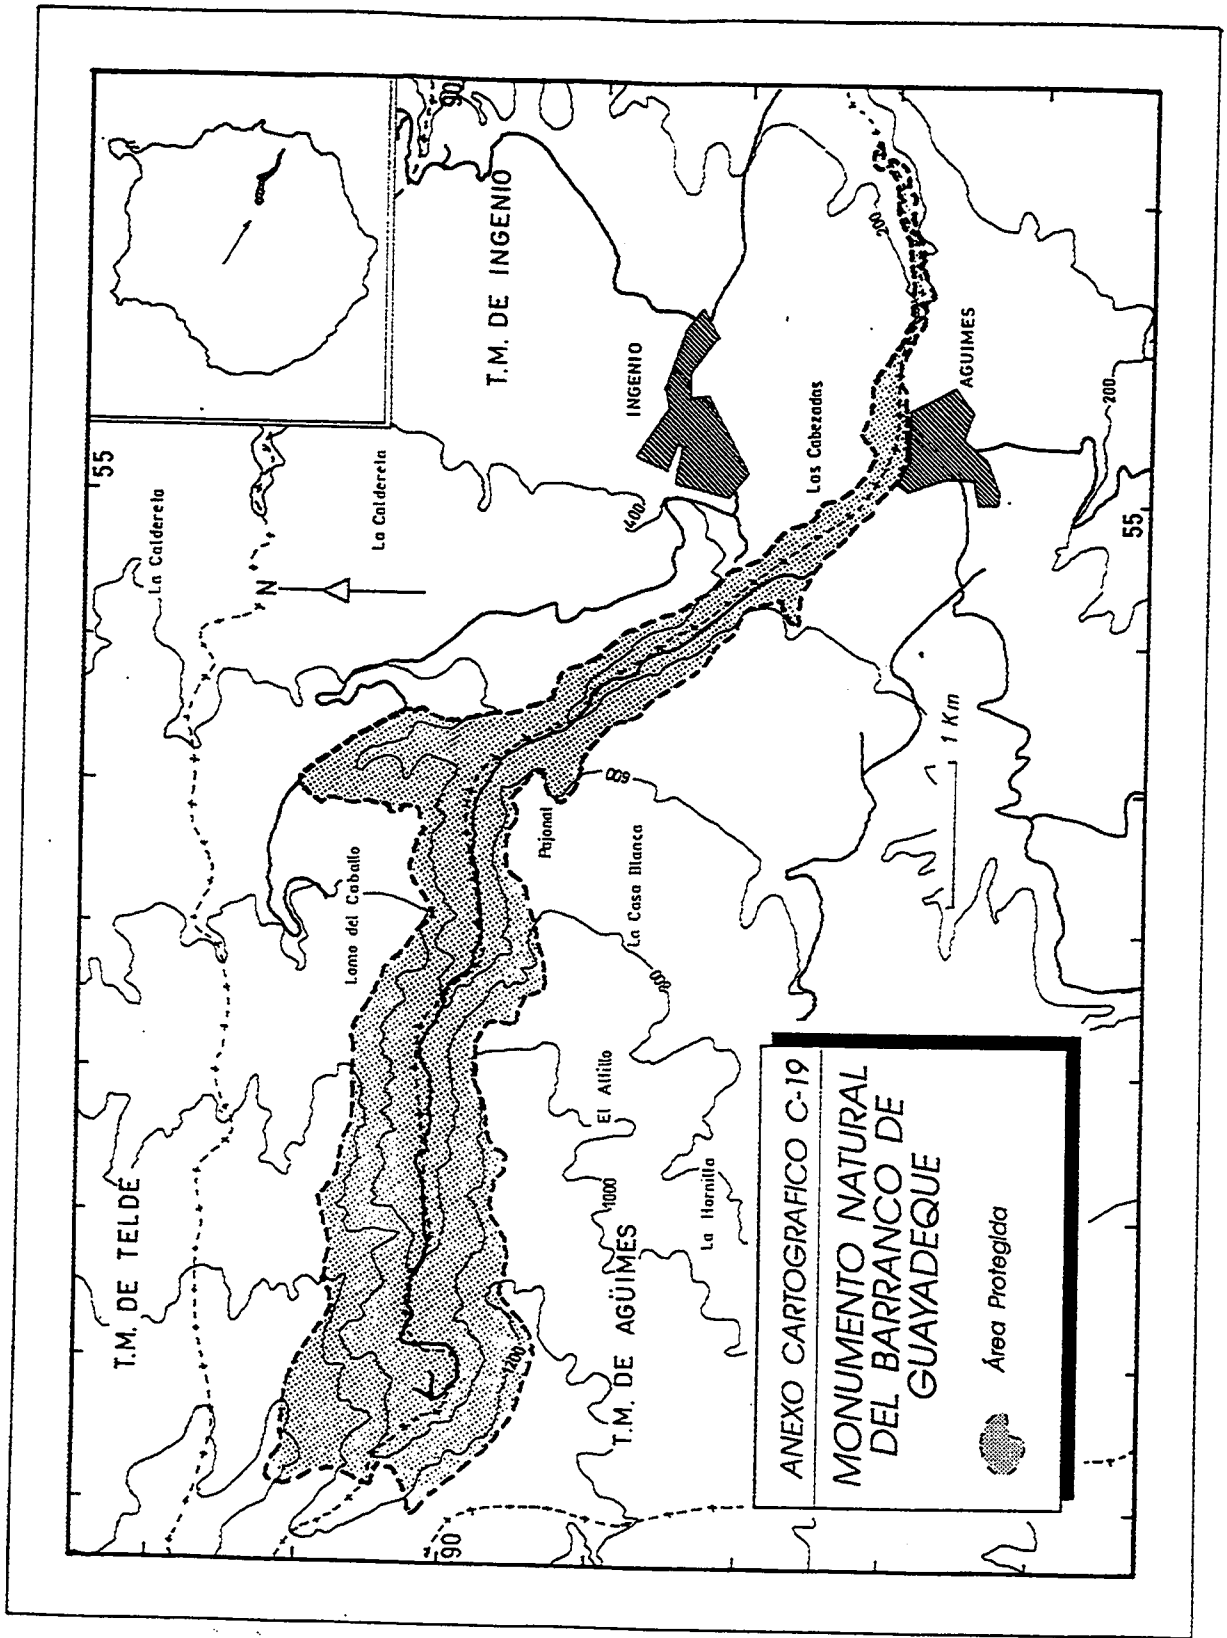 55
La Caldereta
La Caldereta
N
90
T.M. DE INGENIO
INGENIO
400
200
Las Cabezadas
AGUIMES
200
55
T.M. DE TELDE
Lomo del Caballo
Pajonal
600
La Casa Blanca
800
1 Km
El Alfillo
1000
La Hornilla
1200
T.M. DE AGÜIMES
90
ANEXO CARTOGRAFICO C-19
MONUMENTO NATURAL
DEL BARRANCO DE
GUAYADEQUE
Área Protegida